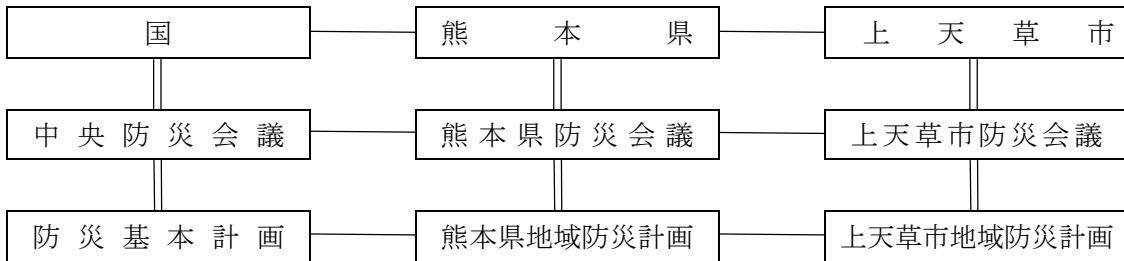 国 熊本県 上天草市
中央防災会議 熊本県防災会議 上天草市防災会議
防災基本計画 熊本県地域防災計画 上天草市地域防災計画